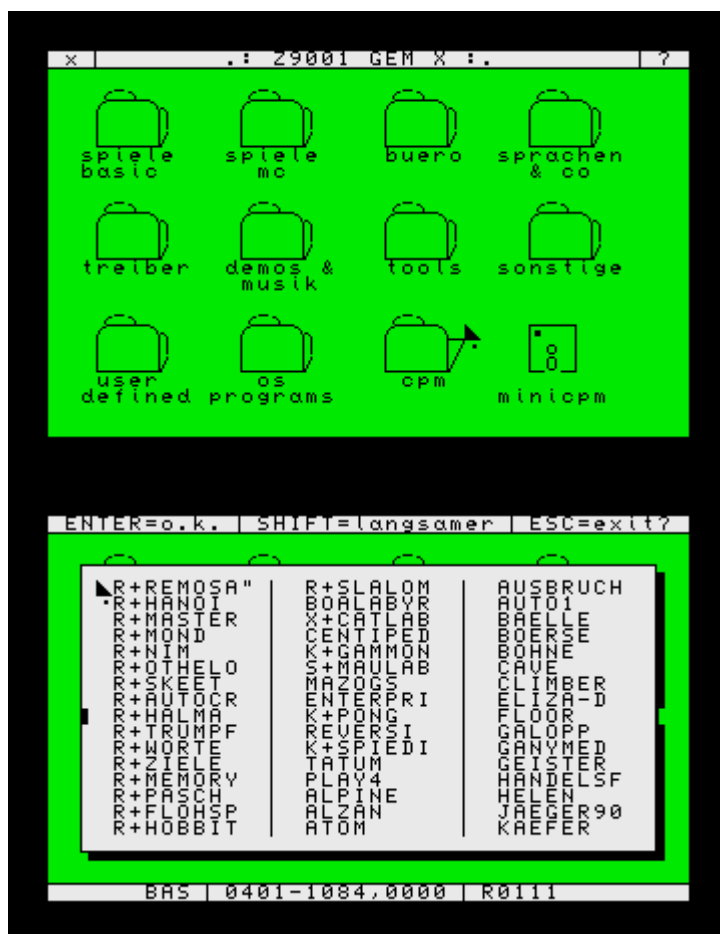 x .: Z9001 GEM X :. ?
spiele basic
spiele mc
buero
sprachen & co
treiber
demos & musik
tools
sonstige
user defined
os programs
cpm
minicpm
ENTER=o.k. | SHIFT=langsamer | ESC=exit?
R+REMOSA"
R+HANOI
R+MASTER
R+MOND
R+NIM
R+OTHELO
R+SKEET
R+AUTOCR
R+HALMA
R+TRUMPF
R+WORTE
R+ZIELE
R+MEMORY
R+PASCH
R+FLOHSP
R+HOBBIT
R+SLALOM
BOALABYR
X+CATLAB
CENTIPED
K+GAMMON
S+MAULAB
MAZOGS
ENTERPRI
K+PONG
REVERSI
K+SPIEDI
TATUM
PLAY4
ALPINE
ALZAN
ATOM
AUSBRUCH
AUTO1
BAELLE
BOERSE
BOHNE
CAVE
CLIMBER
ELIZA-D
FLOOR
GALOPP
GANYMED
GEISTER
HANDELSF
HELEN
JAEGER90
KAEFER
BAS | 0401-1084,0000 | R0111